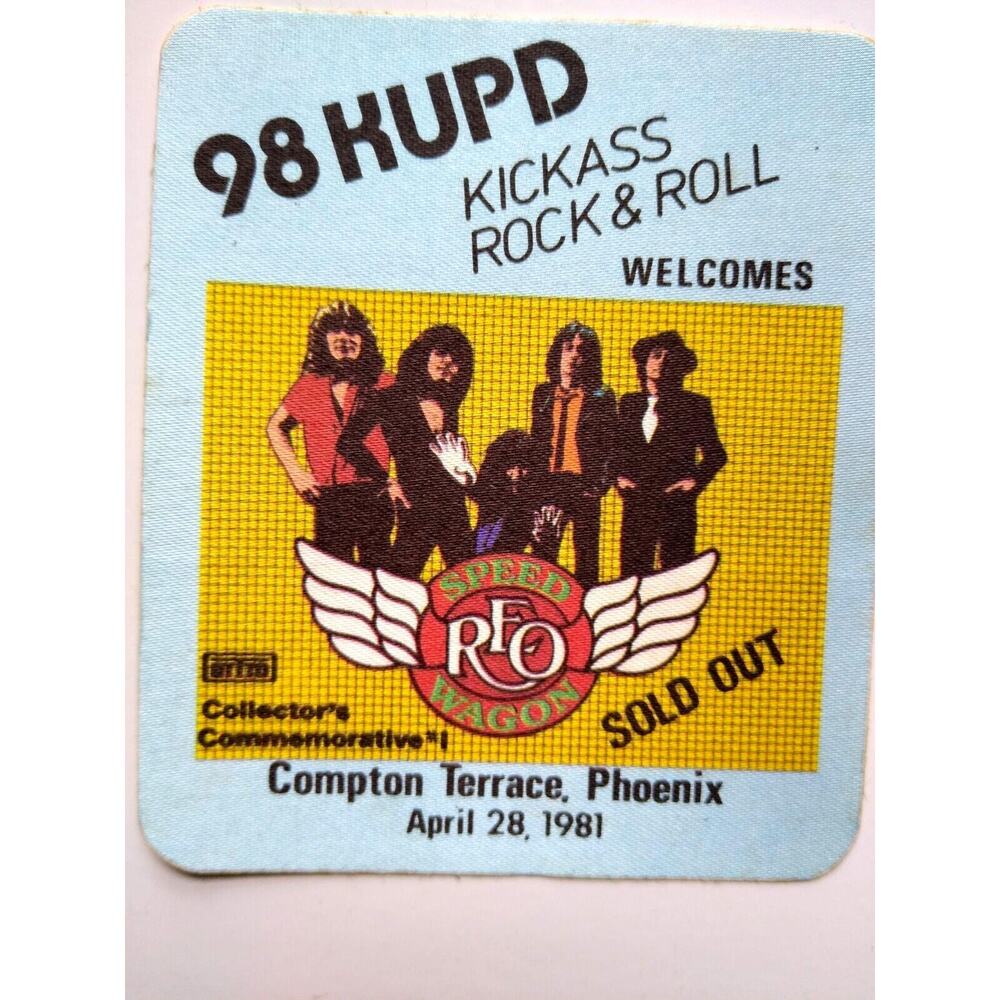 98 KUPD
KICKASS
ROCK & ROLL
WELCOMES
SPEED
REO
WAGON
SOLD OUT
Collector's
Commemorative #1
Compton Terrace, Phoenix
April 28, 1981